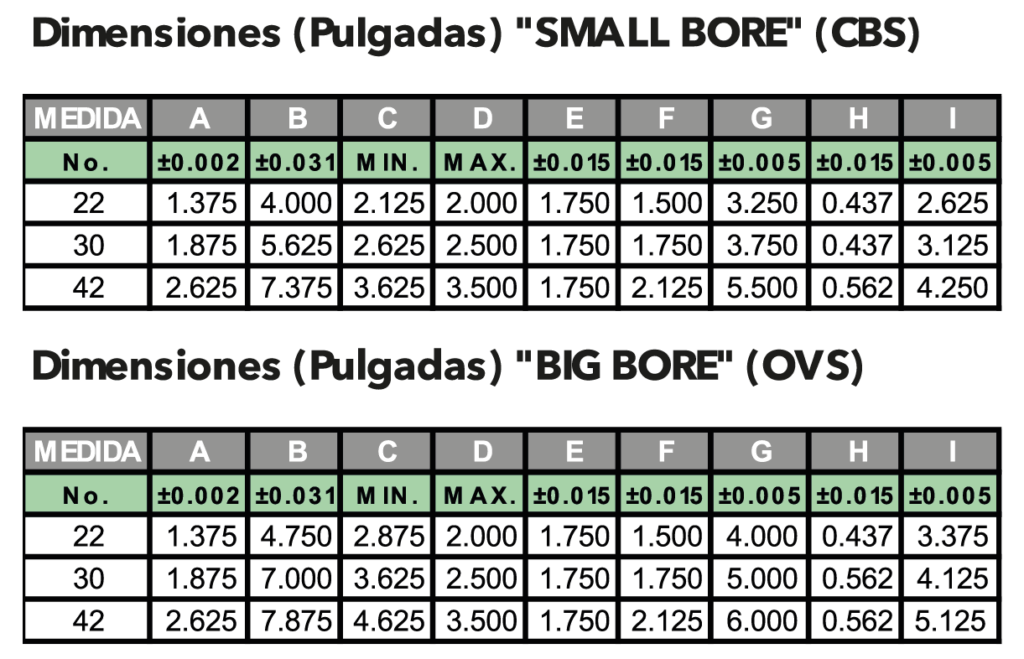 Dimensiones (Pulgadas) "SMALL BORE" (CBS)
MEDIDA A B C D E F G H I
No. ±0.002 ±0.031 MIN. MAX. ±0.015 ±0.015 ±0.005 ±0.015 ±0.005
22 1.375 4.000 2.125 2.000 1.750 1.500 3.250 0.437 2.625
30 1.875 5.625 2.625 2.500 1.750 1.750 3.750 0.437 3.125
42 2.625 7.375 3.625 3.500 1.750 2.125 5.500 0.562 4.250
Dimensiones (Pulgadas) "BIG BORE" (OVS)
MEDIDA A B C D E F G H I
No. ±0.002 ±0.031 MIN. MAX. ±0.015 ±0.015 ±0.005 ±0.015 ±0.005
22 1.375 4.750 2.875 2.000 1.750 1.500 4.000 0.437 3.375
30 1.875 7.000 3.625 2.500 1.750 1.750 5.000 0.562 4.125
42 2.625 7.875 4.625 3.500 1.750 2.125 6.000 0.562 5.125